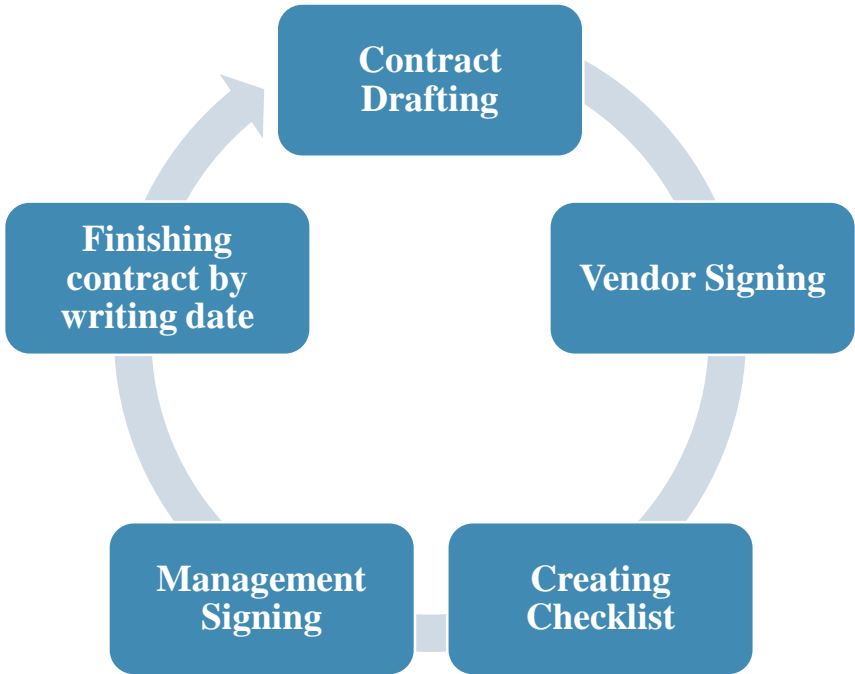 Contract
Drafting
Vendor Signing
Creating
Checklist
Management
Signing
Finishing
contract by
writing date